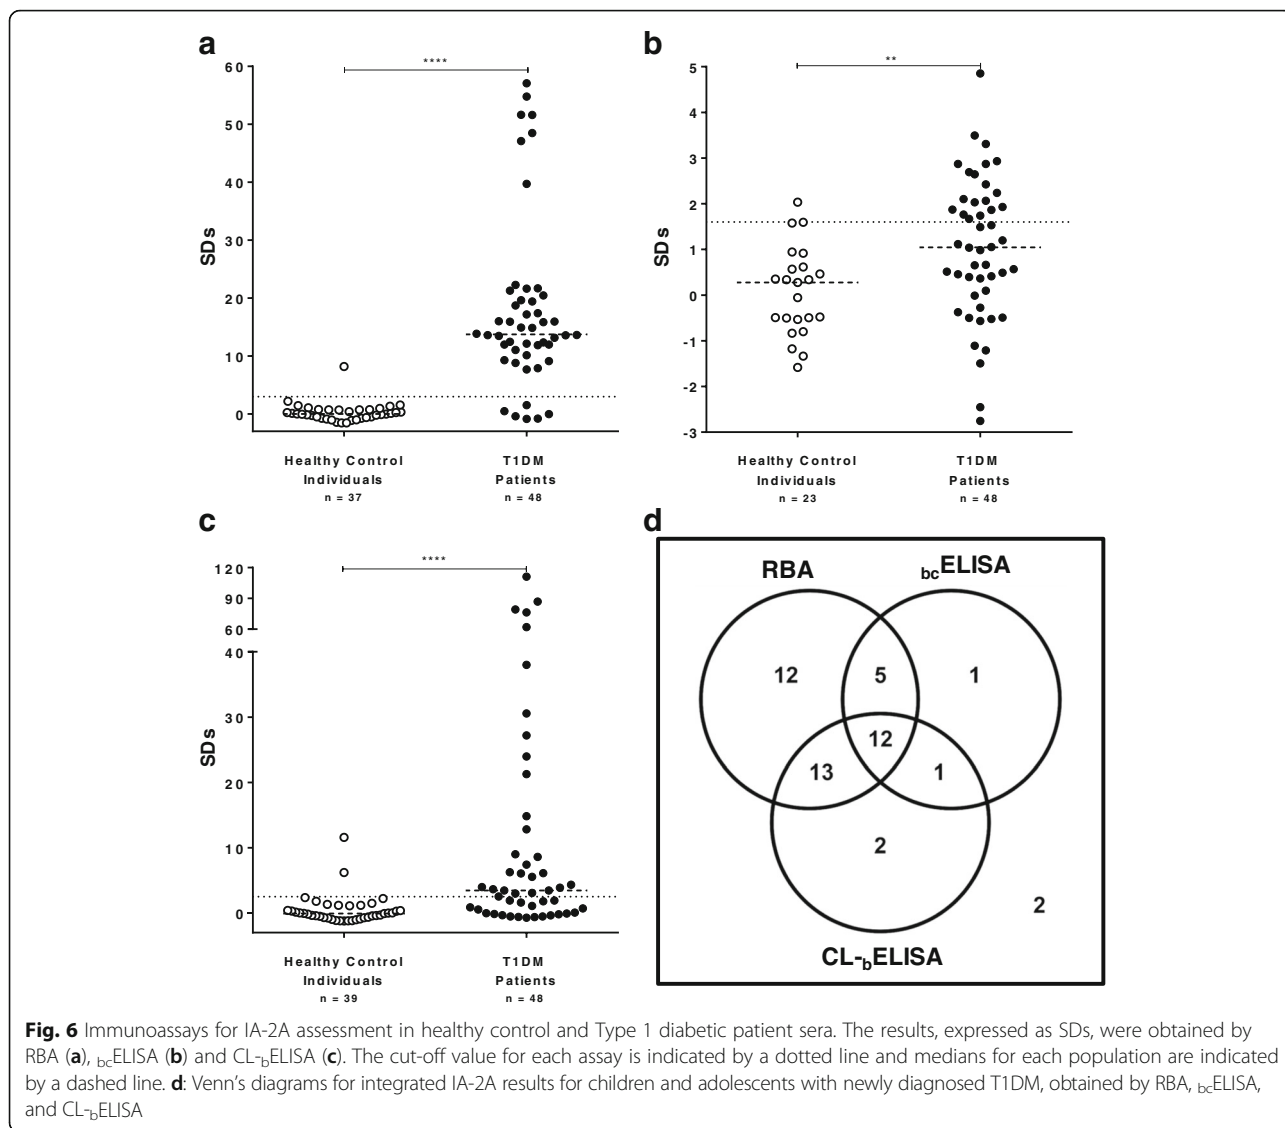 a
****
60
50
40
30
20
10
0
SDs
Healthy Control
Individuals
n = 37
T1DM
Patients
n = 48
b
**
5
4
3
2
1
0
-1
-2
-3
SDs
Healthy Control
Individuals
n = 23
T1DM
Patients
n = 48
c
****
120
90
60
40
30
20
10
0
SDs
Healthy Control
Individuals
n = 39
T1DM
Patients
n = 48
d
RBA
bcELISA
12
5
1
12
13
1
2
2
CL-bELISA
Fig. 6 Immunoassays for IA-2A assessment in healthy control and Type 1 diabetic patient sera. The results, expressed as SDs, were obtained by
RBA (a), bcELISA (b) and CL-bELISA (c). The cut-off value for each assay is indicated by a dotted line and medians for each population are indicated
by a dashed line. d: Venn's diagrams for integrated IA-2A results for children and adolescents with newly diagnosed T1DM, obtained by RBA, bcELISA,
and CL-bELISA